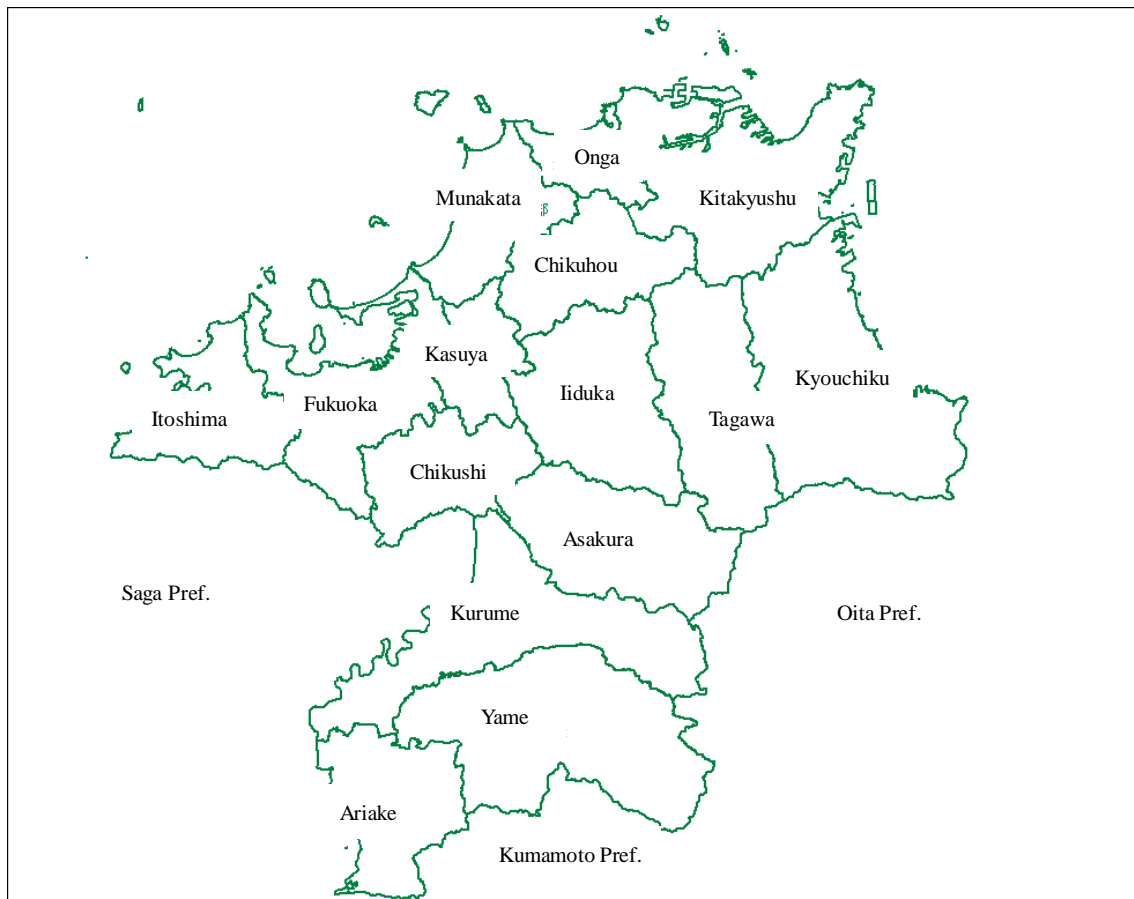 Onga
Munakata
Kitakyushu
Chikuhou
Kasuya
Kyouchiku
Iiduka
Fukuoka
Itoshima
Tagawa
Chikushi
Asakura
Saga Pref.
Kurume
Oita Pref.
Yame
Ariake
Kumamoto Pref.